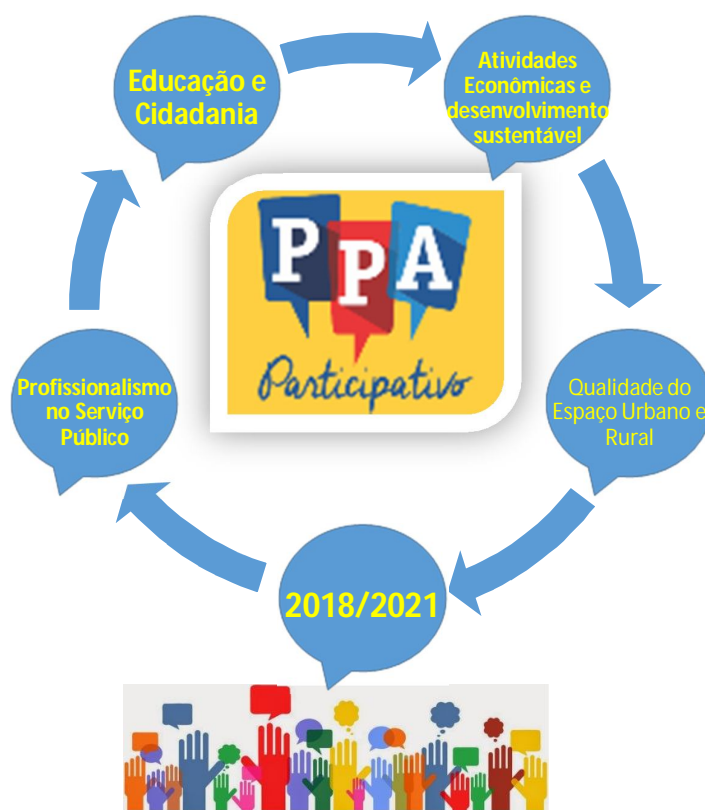 Educação e
Cidadania
Atividades
Econômicas e
desenvolvimento
sustentável
PPA
Participativo
Profissionalismo
no Serviço
Público
Qualidade do
Espaço Urbano e
Rural
2018/2021